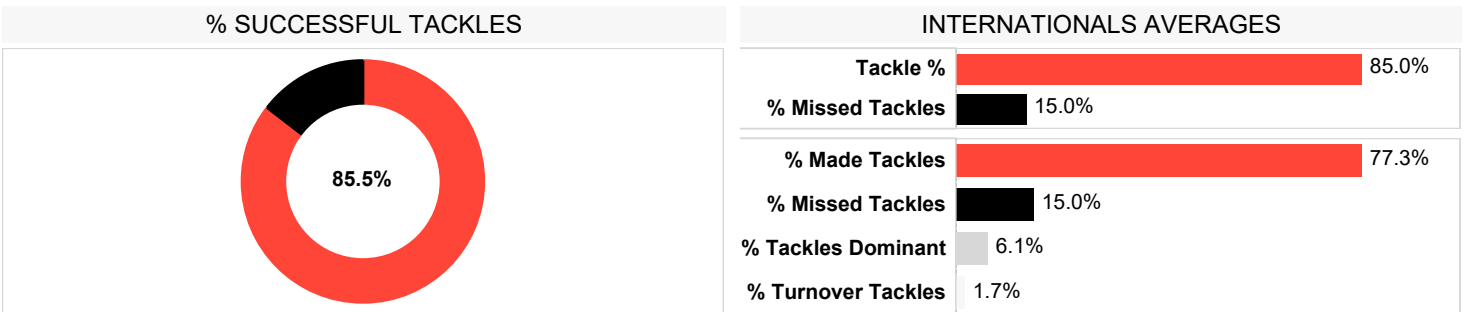 % SUCCESSFUL TACKLES
85.5%
INTERNATIONALS AVERAGES
Tackle % 85.0%
% Missed Tackles 15.0%
% Made Tackles 77.3%
% Missed Tackles 15.0%
% Tackles Dominant 6.1%
% Turnover Tackles 1.7%